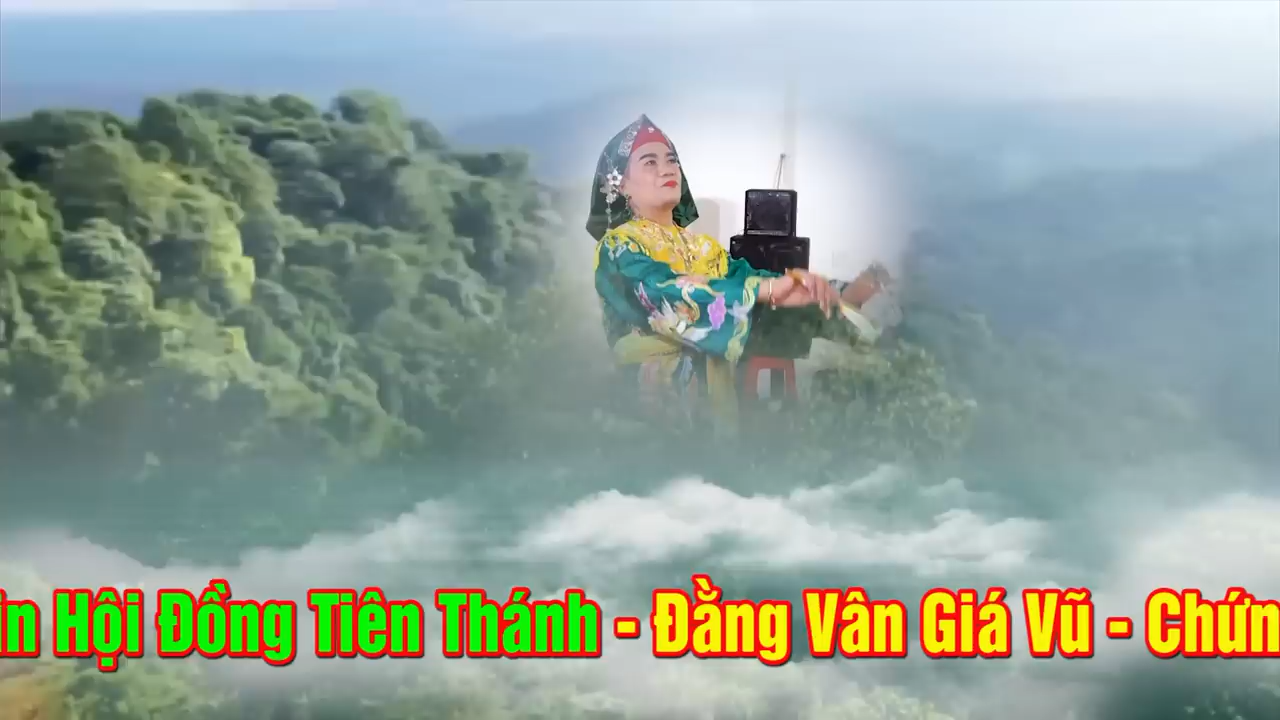 in Hội Đồng Tiên Thánh - Đằng Vân Giá Vũ - Chứn